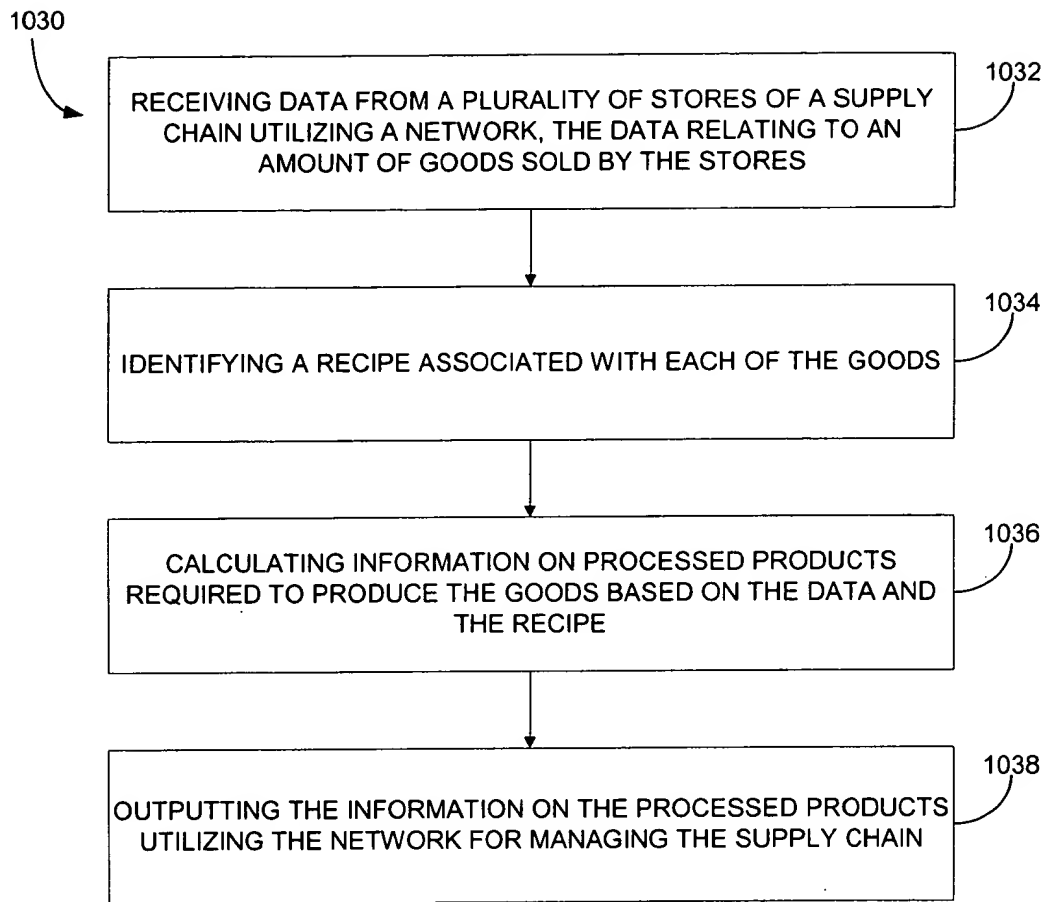 1030
1032
RECEIVING DATA FROM A PLURALITY OF STORES OF A SUPPLY
CHAIN UTILIZING A NETWORK, THE DATA RELATING TO AN
AMOUNT OF GOODS SOLD BY THE STORES
1034
IDENTIFYING A RECIPE ASSOCIATED WITH EACH OF THE GOODS
1036
CALCULATING INFORMATION ON PROCESSED PRODUCTS
REQUIRED TO PRODUCE THE GOODS BASED ON THE DATA AND
THE RECIPE
1038
OUTPUTTING THE INFORMATION ON THE PROCESSED PRODUCTS
UTILIZING THE NETWORK FOR MANAGING THE SUPPLY CHAIN